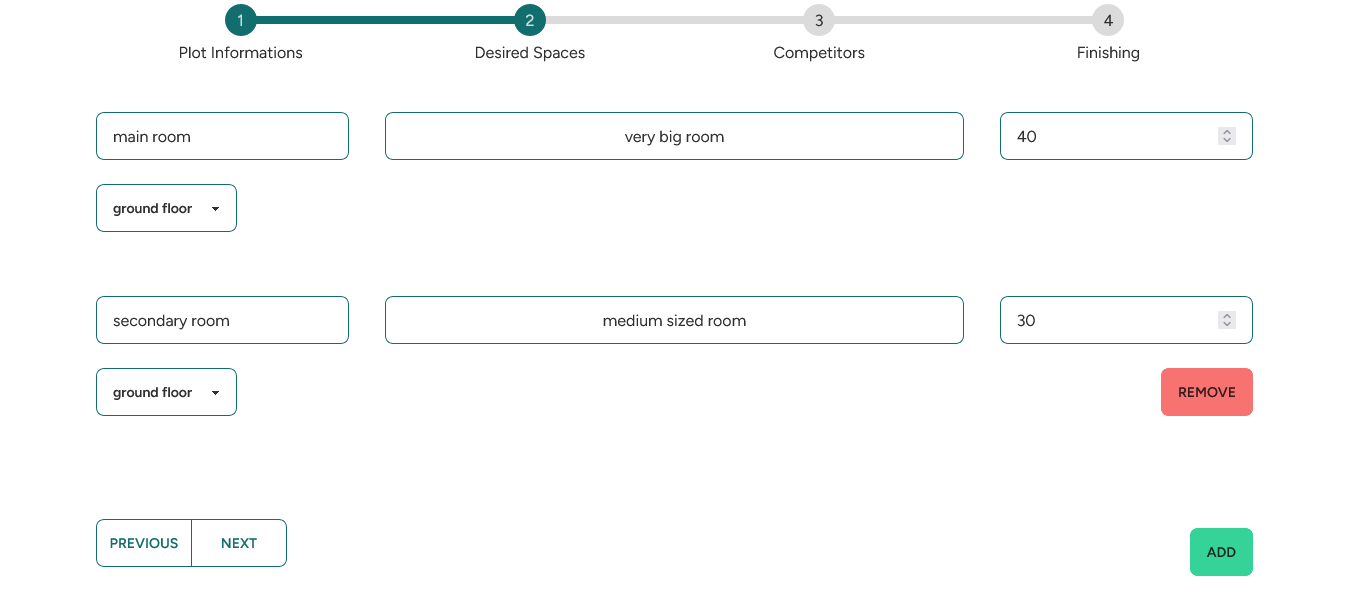 1 2 3 4
Plot Informations Desired Spaces Competitors Finishing
main room very big room 40
ground floor
secondary room medium sized room 30
ground floor REMOVE
PREVIOUS NEXT
ADD